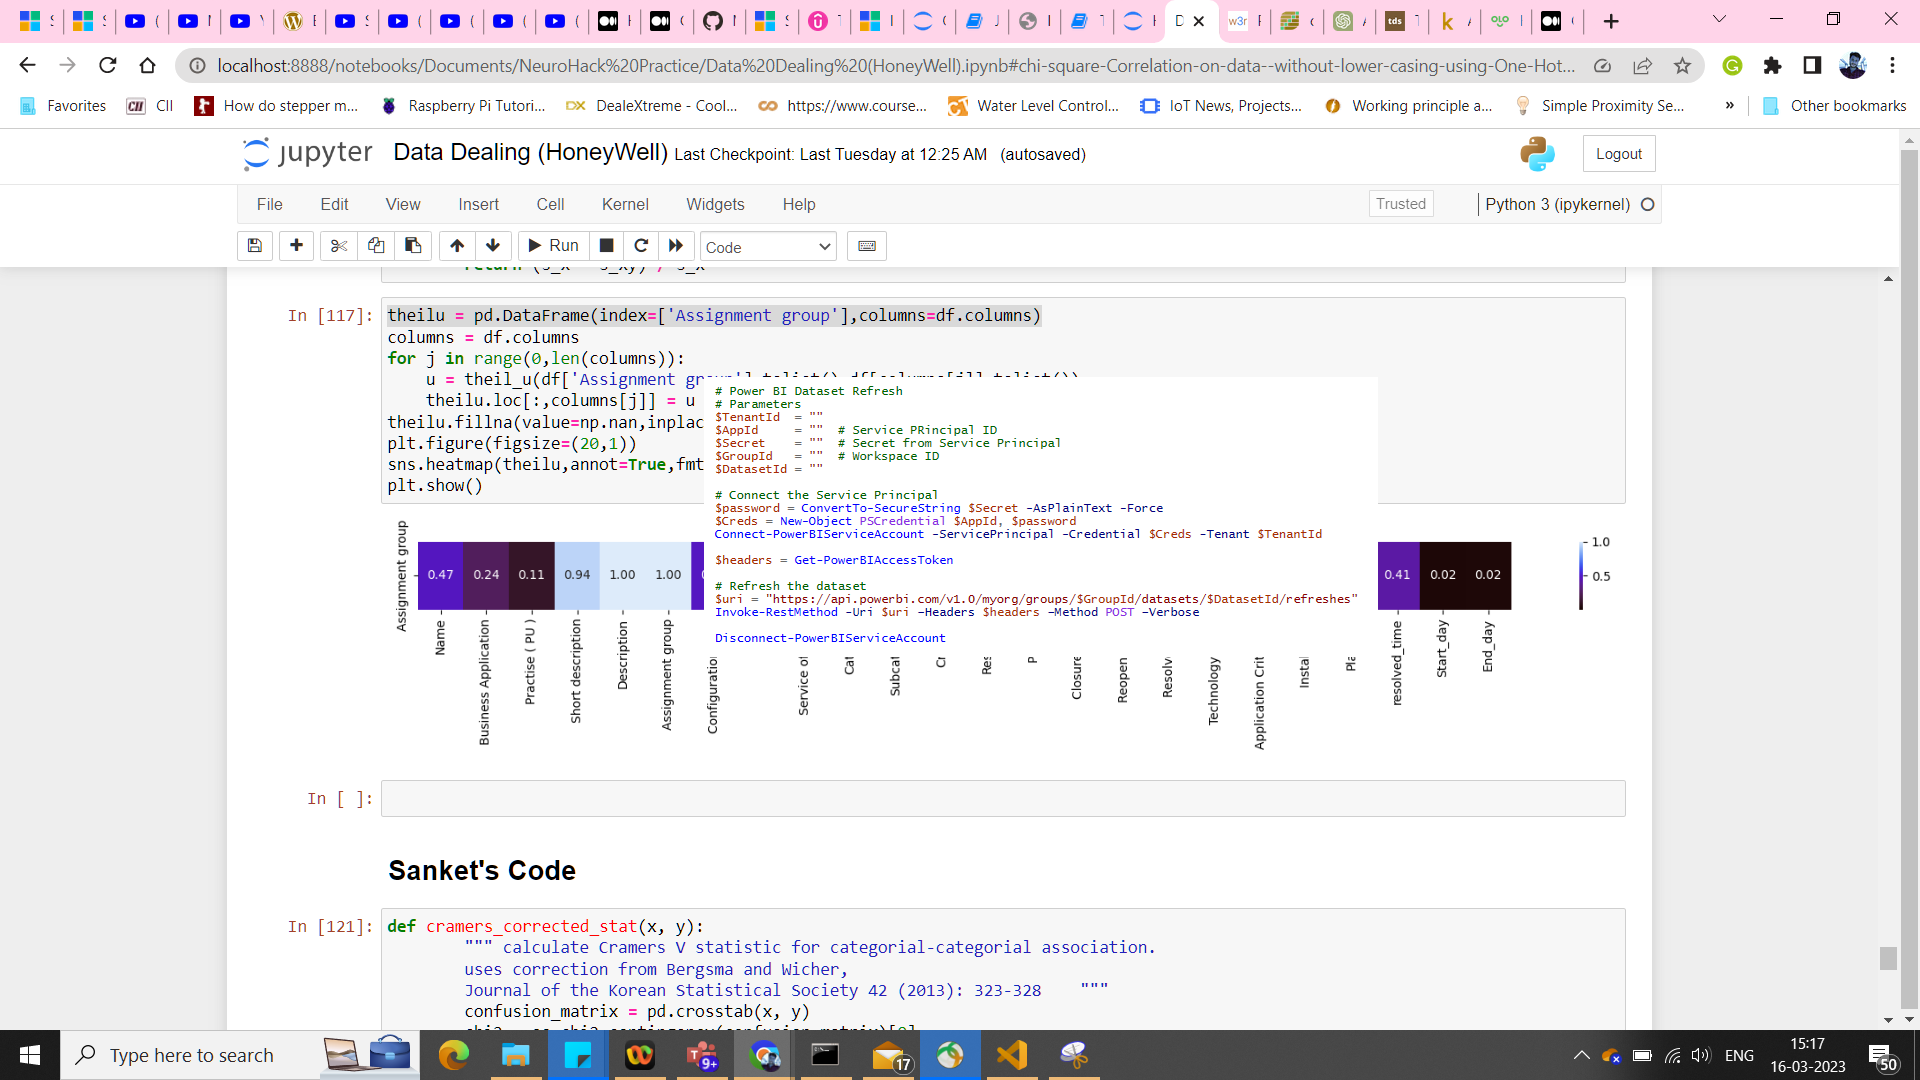 localhost:8888/notebooks/Documents/NeuroHack%20Practice/Data%20Dealing%20(HoneyWell).ipynb#chi-square-Correlation-on-data--without-lower-casing-using-One-Hot...
Favorites CII How do stepper m... Raspberry Pi Tutori... DX DealeXtreme - Cool... https://www.course... Water Level Control... IoT News, Projects... Working principle a... Simple Proximity Se... » Other bookmarks
jupyter Data Dealing (HoneyWell) Last Checkpoint: Last Tuesday at 12:25 AM (autosaved)
Logout
File Edit View Insert Cell Kernel Widgets Help
Trusted Python 3 (ipykernel)
Run Code
In [117]:
theilu = pd.DataFrame(index=['Assignment group'],columns=df.columns)
columns = df.columns
for j in range(0,len(columns)):
u = theil_u(df['Assignment group'].tolist(),df[columns[j]].tolist())
theilu.loc[:,columns[j]] = u
theilu.fillna(value=np.nan,inplac
plt.figure(figsize=(20,1))
sns.heatmap(theilu,annot=True,fmt
plt.show()
# Power BI Dataset Refresh
# Parameters
$TenantId = ""
$AppId = "" # Service PRincipal ID
$Secret = "" # Secret from Service Principal
$GroupId = "" # Workspace ID
$DatasetId = ""
# Connect the Service Principal
$password = ConvertTo-SecureString $Secret -AsPlainText -Force
$Creds = New-Object PSCredential $AppId, $password
Connect-PowerBIServiceAccount -ServicePrincipal -Credential $Creds -Tenant $TenantId
$headers = Get-PowerBIAccessToken
# Refresh the dataset
$uri = "https://api.powerbi.com/v1.0/myorg/groups/$GroupId/datasets/$DatasetId/refreshes"
Invoke-RestMethod -Uri $uri -Headers $headers -Method POST -Verbose
Disconnect-PowerBIServiceAccount
Assignment group
0.47 0.24 0.11 0.94 1.00 1.00 0.41 0.02 0.02
1.0
0.5
Name
Business Application
Practise ( PU )
Short description
Description
Assignment group
Configuration
Service of
Cat
Subcat
Cr
Res
P
Closure
Reopen
Resolv
Technology
Application Crit
Instal
Pla
resolved_time
Start_day
End_day
In [ ]:
Sanket's Code
In [121]:
def cramers_corrected_stat(x, y):
""" calculate Cramers V statistic for categorial-categorial association.
uses correction from Bergsma and Wicher,
Journal of the Korean Statistical Society 42 (2013): 323-328 """
confusion_matrix = pd.crosstab(x, y)
Type here to search
9+
17
ENG
15:17
16-03-2023
50